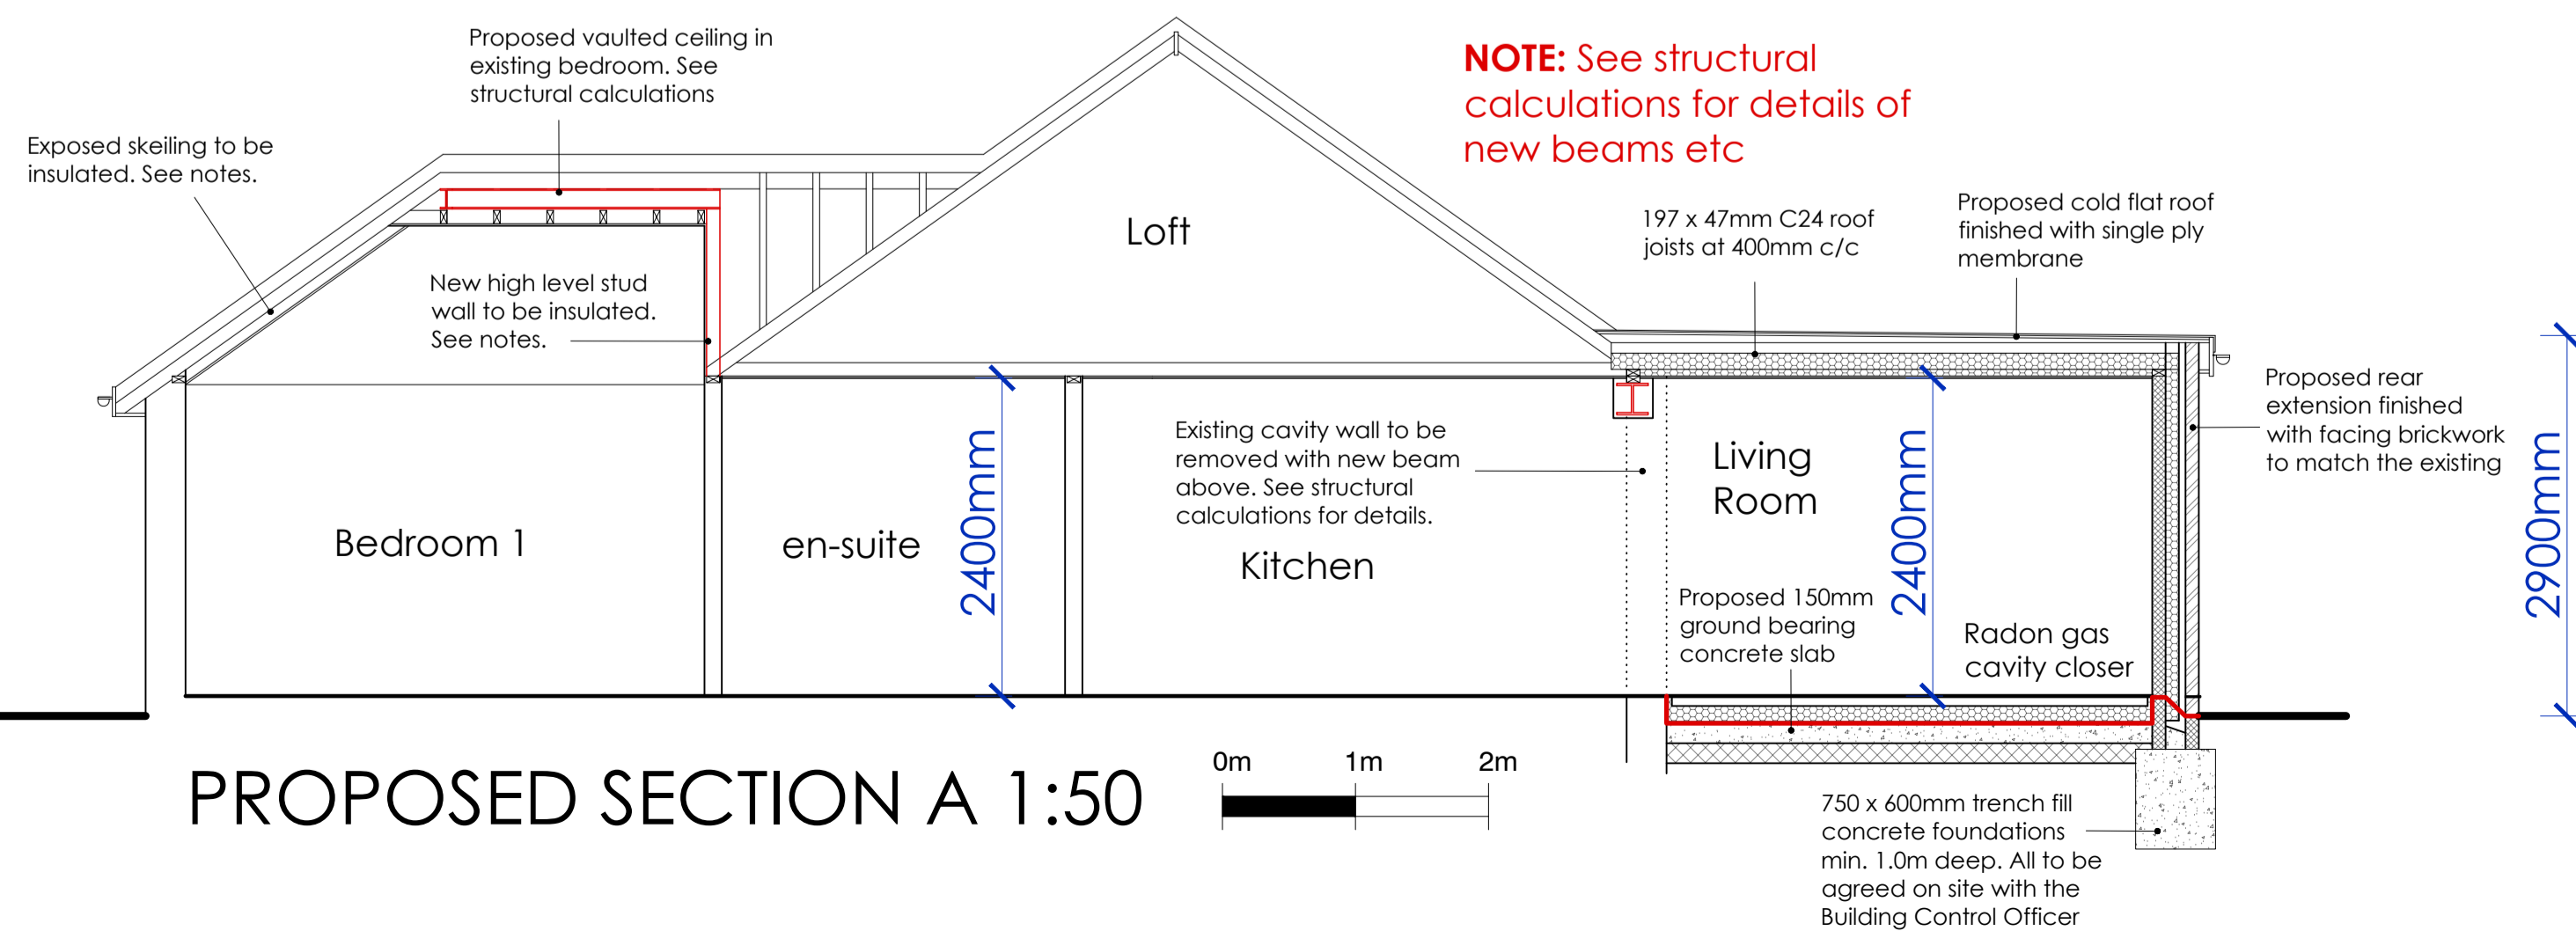 Proposed vaulted ceiling in
existing bedroom. See
structural calculations
NOTE: See structural
calculations for details of
new beams etc
Exposed skeiling to be
insulated. See notes.
Loft
197 x 47mm C24 roof
joists at 400mm c/c
Proposed cold flat roof
finished with single ply
membrane
New high level stud
wall to be insulated.
See notes.
Proposed rear
extension finished
with facing brickwork
to match the existing
Existing cavity wall to be
removed with new beam
above. See structural
calculations for details.
Living
Room
2400mm
2400mm
2900mm
Bedroom 1
en-suite
Kitchen
Proposed 150mm
ground bearing
concrete slab
Radon gas
cavity closer
PROPOSED SECTION A 1:50
0m 1m 2m
750 x 600mm trench fill
concrete foundations
min. 1.0m deep. All to be
agreed on site with the
Building Control Officer